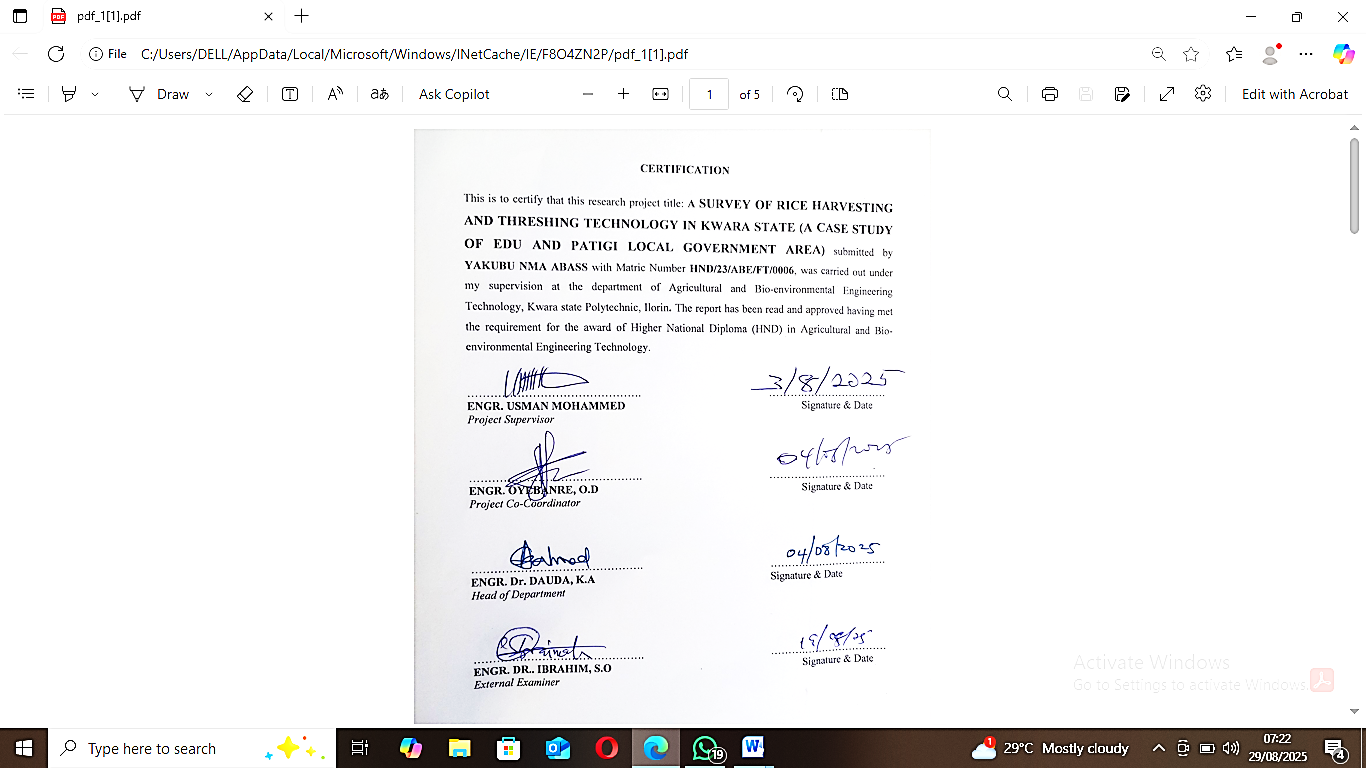 pdf_1[1].pdf
File C:/Users/DELL/AppData/Local/Microsoft/Windows/INetCache/IE/F8O4ZN2P/pdf_1[1].pdf
Draw Ask Copilot 1 of 5 Edit with Acrobat
CERTIFICATION
This is to certify that this research project title: A SURVEY OF RICE HARVESTING
AND THRESHING TECHNOLOGY IN KWARA STATE (A CASE STUDY
OF EDU AND PATIGI LOCAL GOVERNMENT AREA) submitted by
YAKUBU NMA ABASS with Matric Number HND/23/ABE/FT/0006, was carried out under
my supervision at the department of Agricultural and Bio-environmental Engineering
Technology, Kwara state Polytechnic, Ilorin. The report has been read and approved having met
the requirement for the award of Higher National Diploma (HND) in Agricultural and Bio-
environmental Engineering Technology.
3/8/2025
ENGR. USMAN MOHAMMED Signature & Date
Project Supervisor
04/08/2025
ENGR. OYEBANRE, O.D Signature & Date
Project Co-Coordinator
04/08/2025
ENGR. Dr. DAUDA, K.A Signature & Date
Head of Department
19/08/25
ENGR. DR.. IBRAHIM, S.O Signature & Date
External Examiner
Activate Windows
Go to Settings to activate Windows.
Type here to search 19 1 29°C Mostly cloudy 07:22
29/08/2025 4